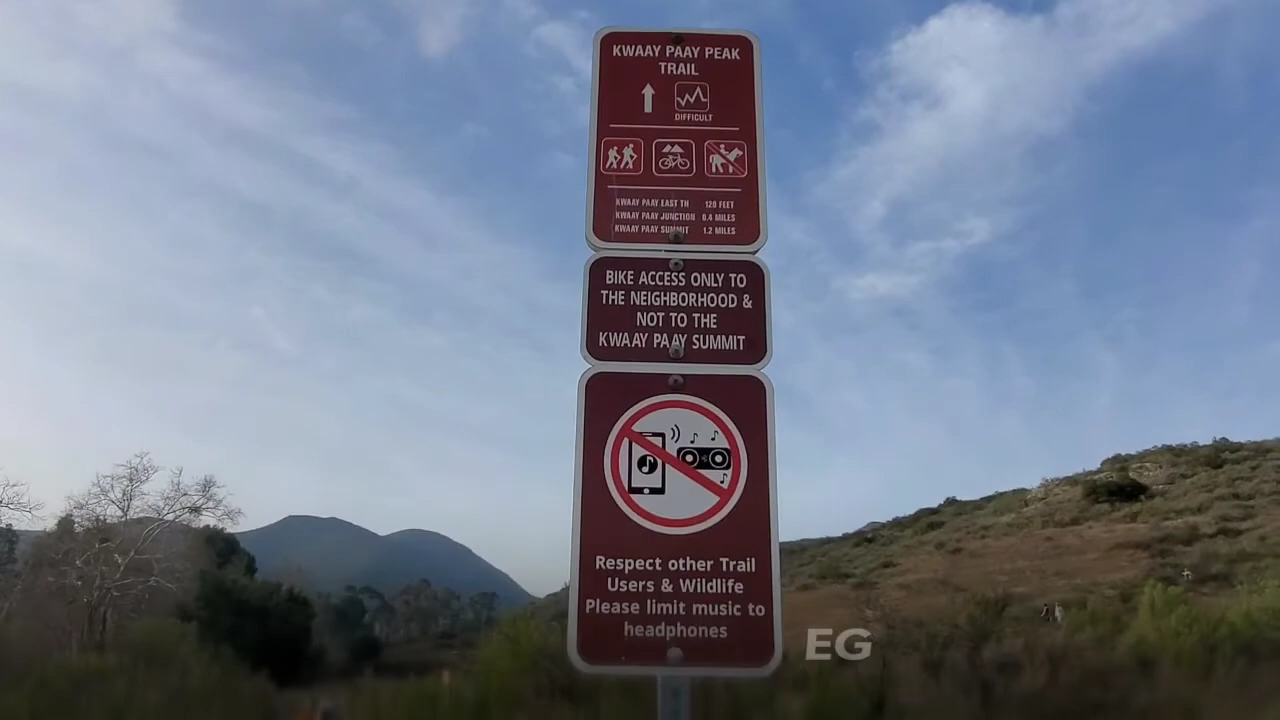 KWAAY PAAY PEAK
TRAIL
DIFFICULT
KWAAY PAAY EAST TH 120 FEET
KWAAY PAAY JUNCTION 0.4 MILES
KWAAY PAAY SUMMIT 1.2 MILES
BIKE ACCESS ONLY TO
THE NEIGHBORHOOD &
NOT TO THE
KWAAY PAAY SUMMIT
Respect other Trail
Users & Wildlife
Please limit music to
headphones
EG